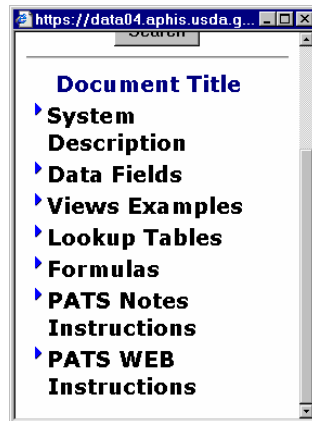 https://data04.aphis.usda.g...
Search
Document Title
System
Description
Data Fields
Views Examples
Lookup Tables
Formulas
PATS Notes
Instructions
PATS WEB
Instructions